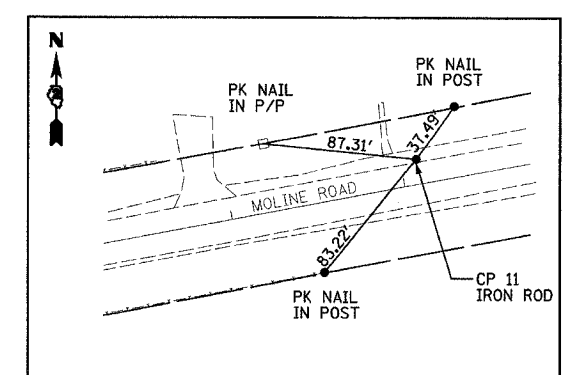 N
PK NAIL
IN POST
PK NAIL
IN P/P
87.31'
37.49'
MOLINE ROAD
83.22'
PK NAIL
IN POST
CP 11
IRON ROD